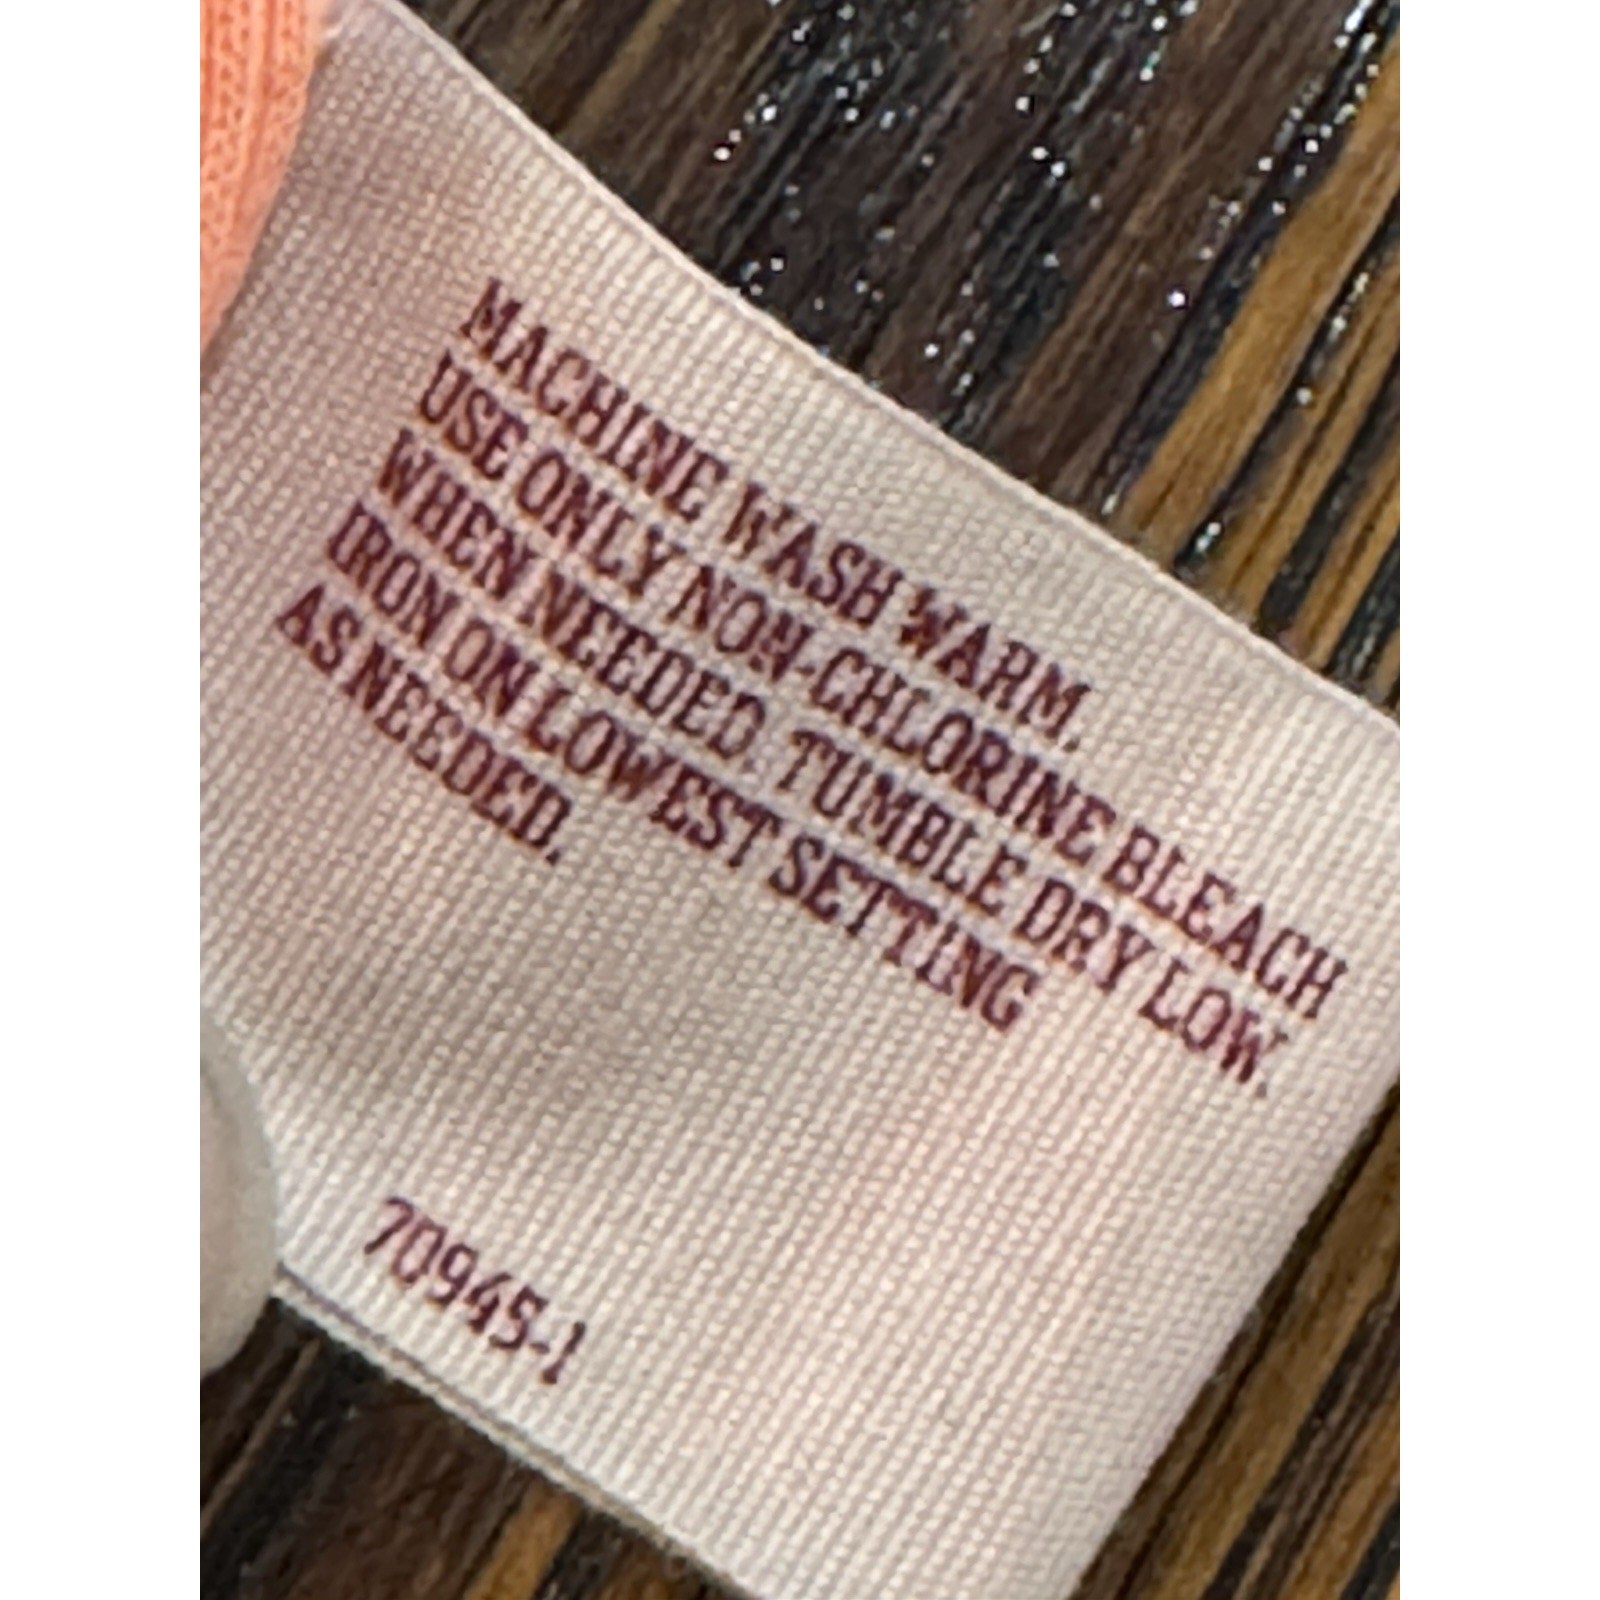 MACHINE WASH WARM.
USE ONLY NON-CHLORINE BLEACH
WHEN NEEDED. TUMBLE DRY LOW.
IRON ON LOWEST SETTING
AS NEEDED.
70945-1